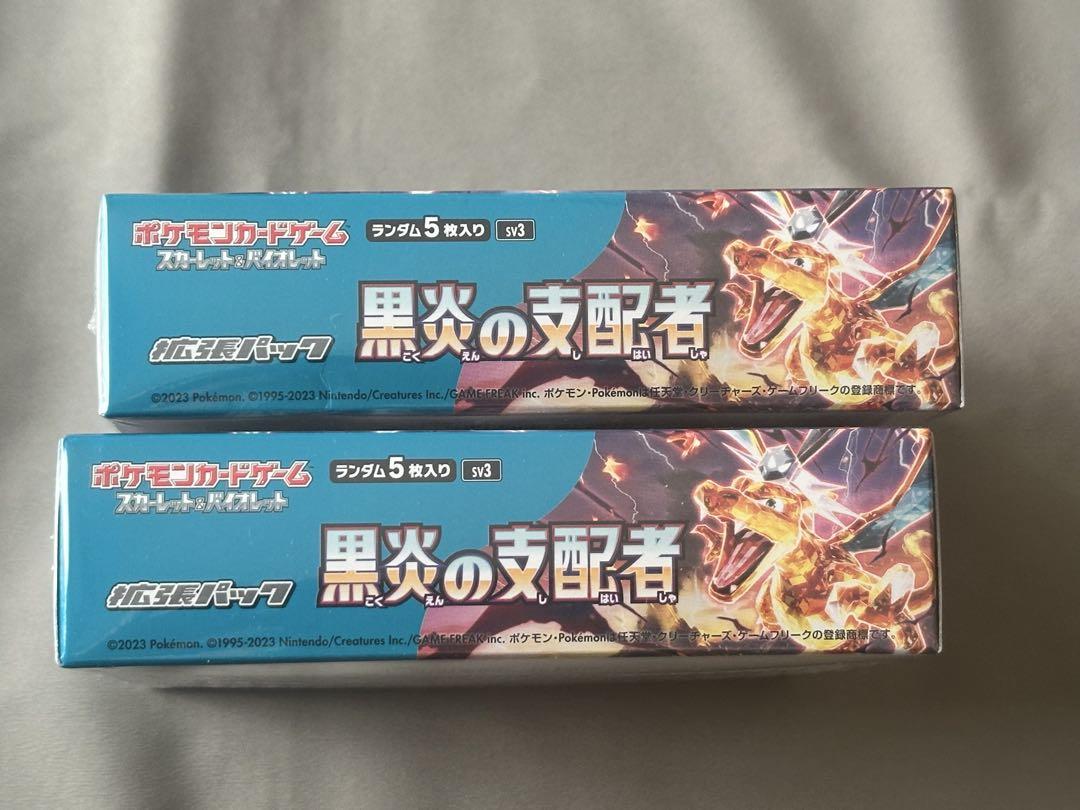 ポケモンカードゲーム
スカーレット&バイオレット
ランダム5枚入り SV3
黒炎の支配者
こく えん し はい しゃ
拡張パック
©2023 Pokémon. ©1995-2023 Nintendo/Creatures Inc./GAME FREAK inc. ポケモン・Pokémonは任天堂・クリーチャーズ・ゲームフリークの登録商標です。
ポケモンカードゲーム
スカーレット&バイオレット
ランダム5枚入り SV3
黒炎の支配者
こく えん し はい しゃ
拡張パック
©2023 Pokémon. ©1995-2023 Nintendo/Creatures Inc./GAME FREAK inc. ポケモン・Pokémonは任天堂・クリーチャーズ・ゲームフリークの登録商標です。